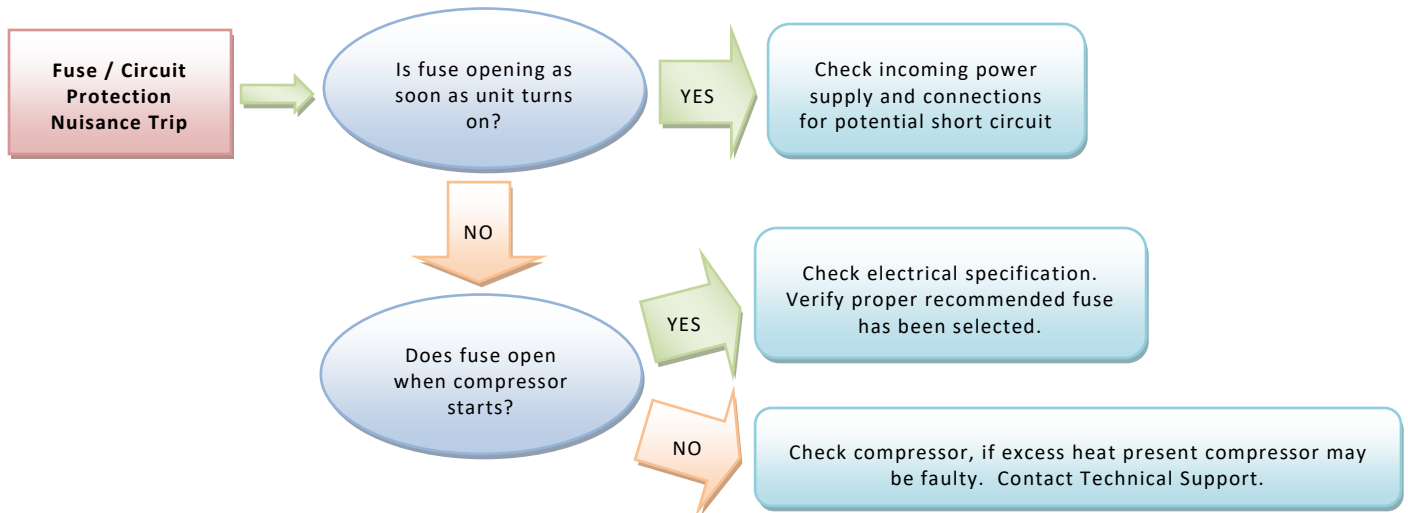 Fuse / Circuit
Protection
Nuisance Trip
Is fuse opening as
soon as unit turns
on?
YES
Check incoming power
supply and connections
for potential short circuit
NO
Does fuse open
when compressor
starts?
YES
Check electrical specification.
Verify proper recommended fuse
has been selected.
NO
Check compressor, if excess heat present compressor may
be faulty.  Contact Technical Support.